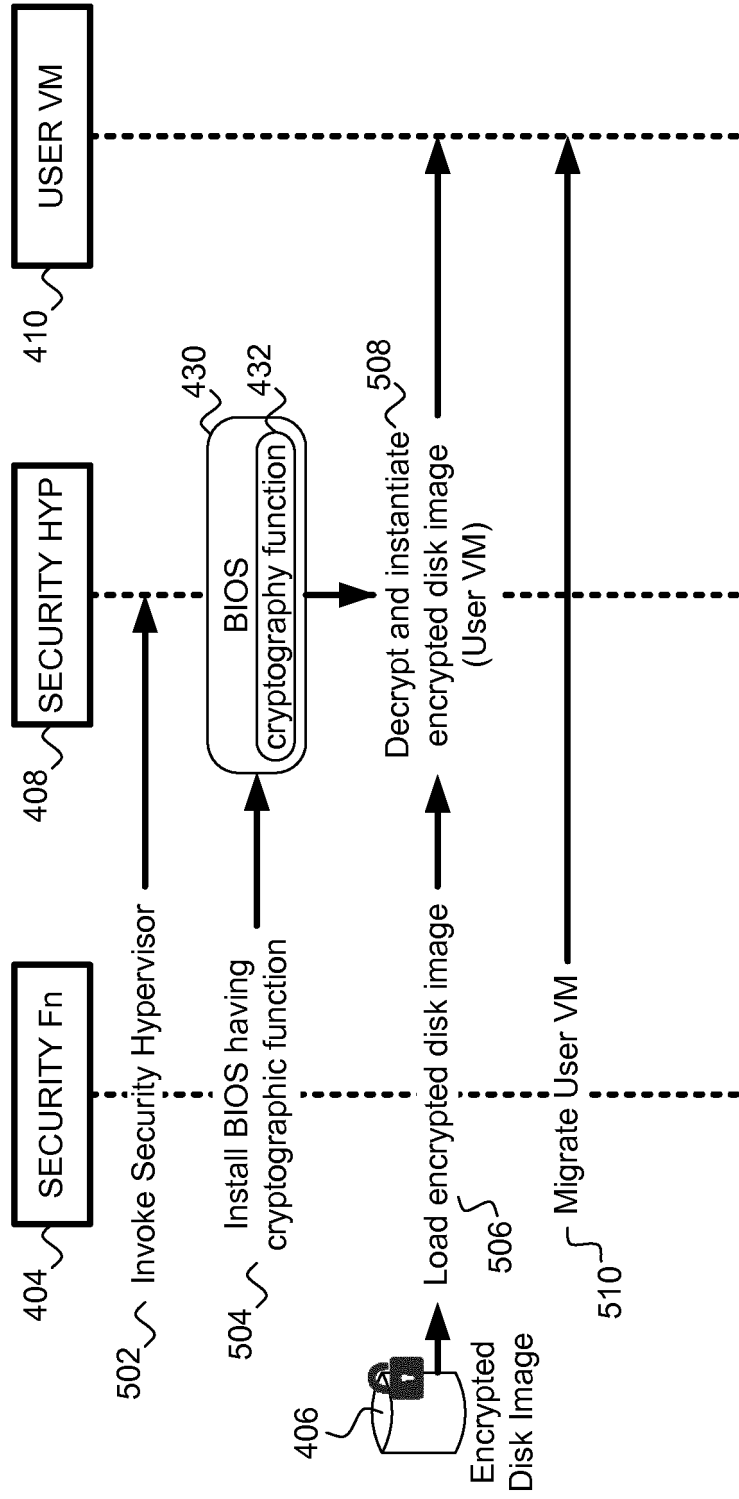 404
SECURITY Fn
408
SECURITY HYP
410
USER VM
502
Invoke Security Hypervisor
504
Install BIOS having
cryptographic function
BIOS
cryptography function
430
432
406
Encrypted
Disk Image
Load encrypted disk image
506
Decrypt and instantiate
encrypted disk image
(User VM)
508
510
Migrate User VM